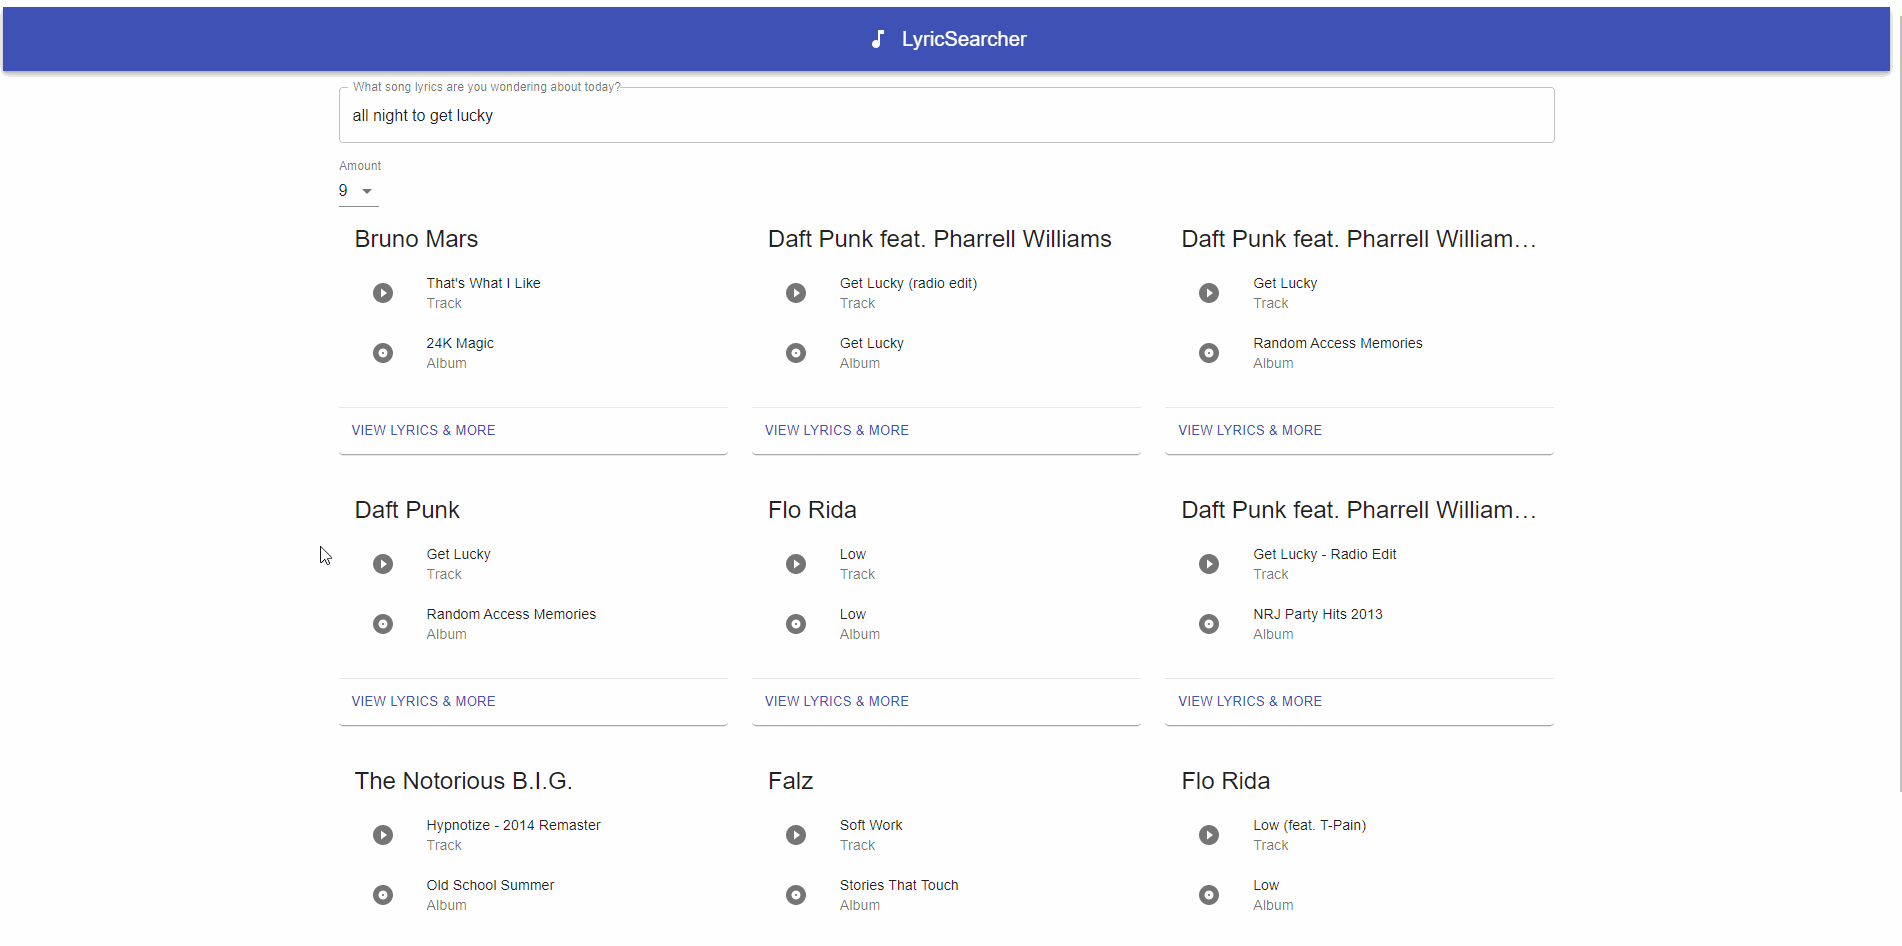 LyricSearcher
What song lyrics are you wondering about today?
all night to get lucky
Amount
9
Bruno Mars
That's What I Like
Track
24K Magic
Album
VIEW LYRICS & MORE
Daft Punk feat. Pharrell Williams
Get Lucky (radio edit)
Track
Get Lucky
Album
VIEW LYRICS & MORE
Daft Punk feat. Pharrell William…
Get Lucky
Track
Random Access Memories
Album
VIEW LYRICS & MORE
Daft Punk
Get Lucky
Track
Random Access Memories
Album
VIEW LYRICS & MORE
Flo Rida
Low
Track
Low
Album
VIEW LYRICS & MORE
Daft Punk feat. Pharrell William…
Get Lucky - Radio Edit
Track
NRJ Party Hits 2013
Album
VIEW LYRICS & MORE
The Notorious B.I.G.
Hypnotize - 2014 Remaster
Track
Old School Summer
Album
Falz
Soft Work
Track
Stories That Touch
Album
Flo Rida
Low (feat. T-Pain)
Track
Low
Album